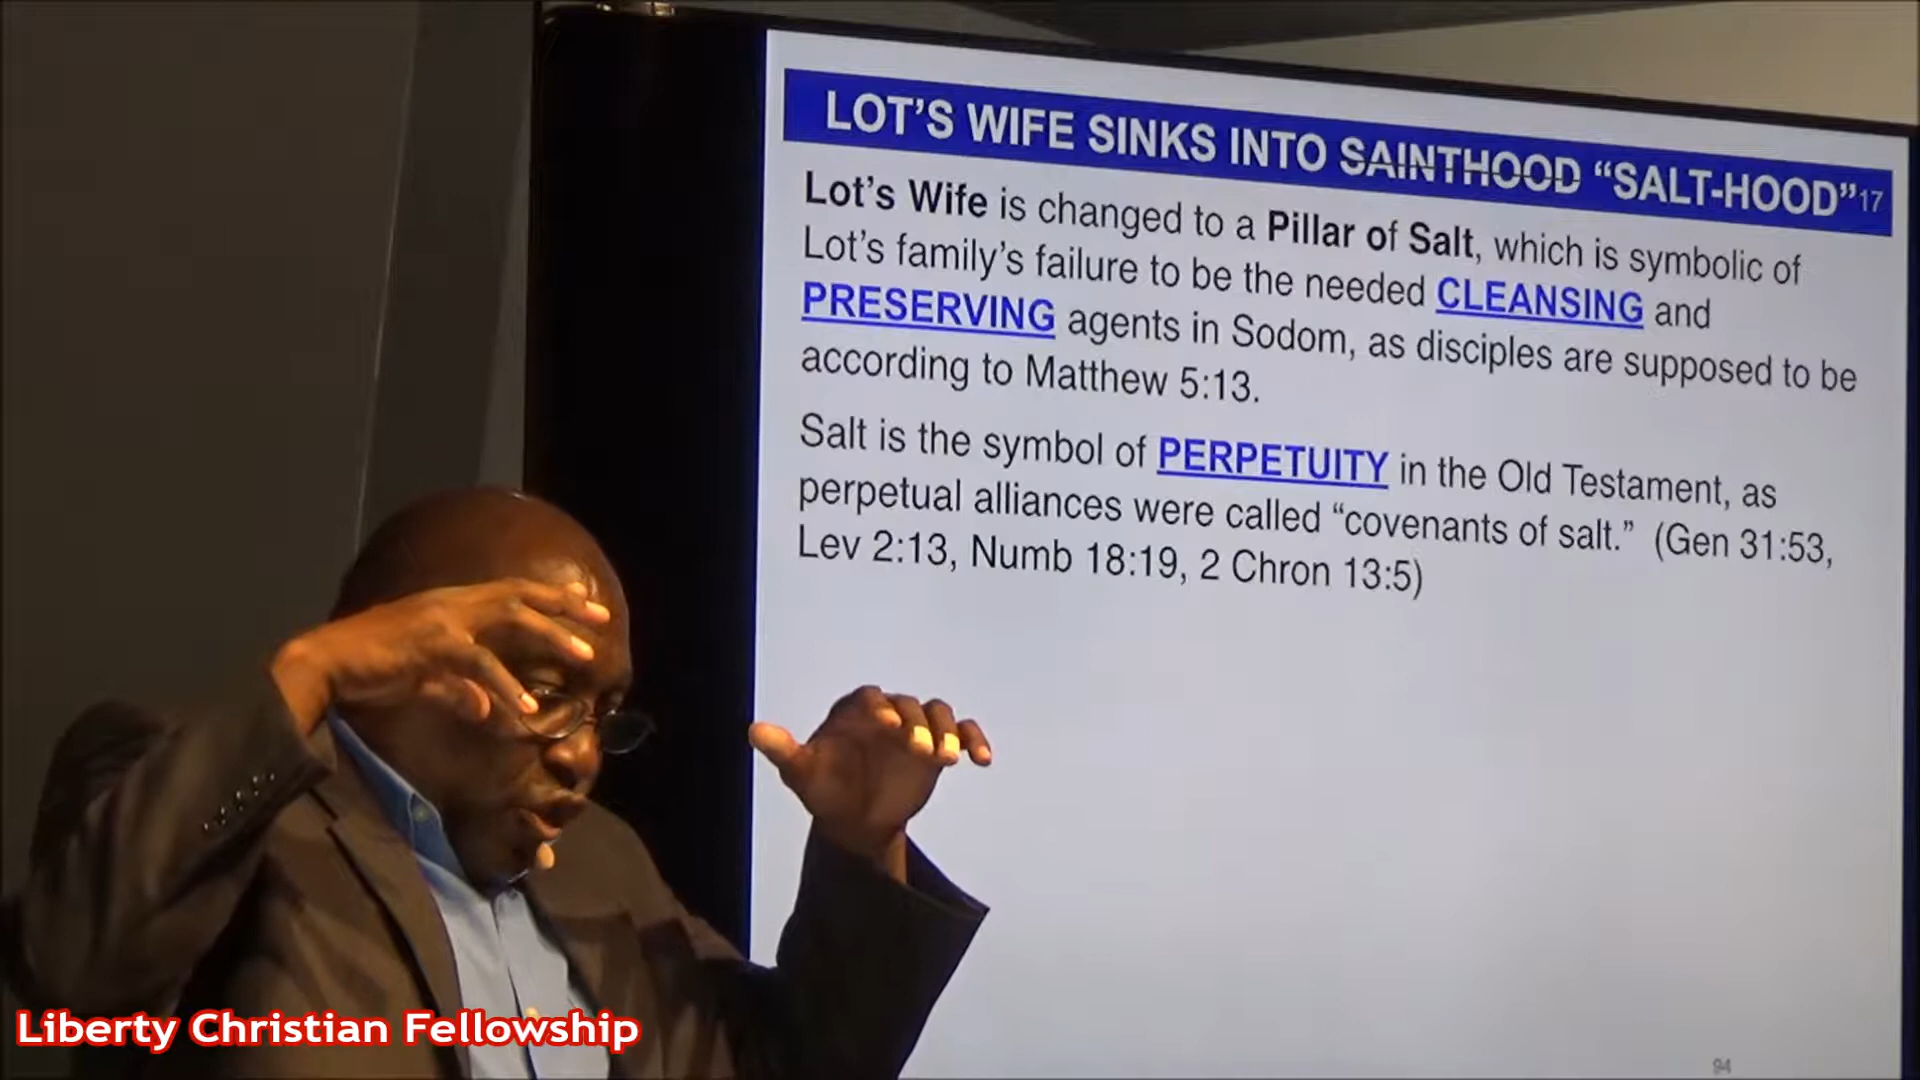 LOT’S WIFE SINKS INTO SAINTHOOD “SALT-HOOD”17
Lot’s Wife is changed to a Pillar of Salt, which is symbolic of
Lot’s family’s failure to be the needed CLEANSING and
PRESERVING agents in Sodom, as disciples are supposed to be
according to Matthew 5:13.
Salt is the symbol of PERPETUITY in the Old Testament, as
perpetual alliances were called “covenants of salt.” (Gen 31:53,
Lev 2:13, Numb 18:19, 2 Chron 13:5)
94
Liberty Christian Fellowship